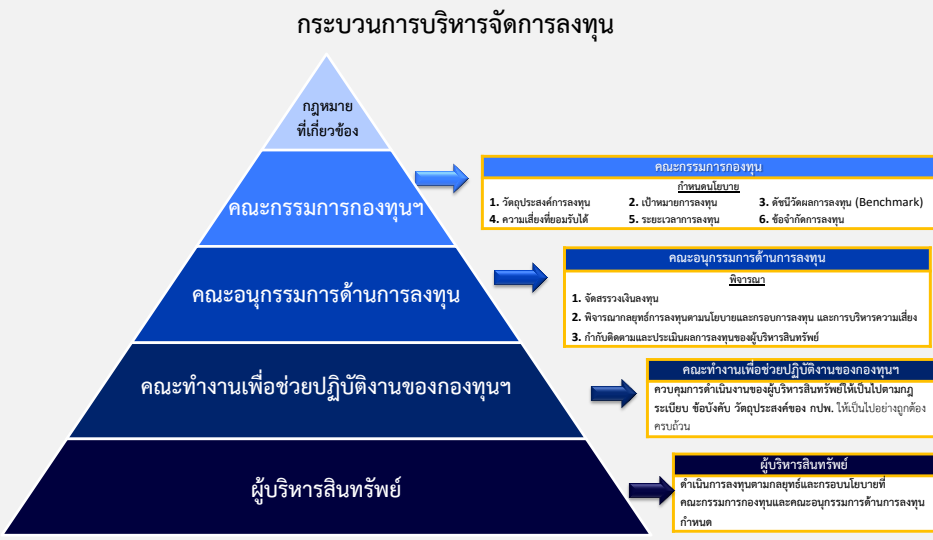 กระบวนการบริหารจัดการลงทุน
กฎหมาย
ที่เกี่ยวข้อง
คณะกรรมการกองทุนฯ
คณะกรรมการกองทุน
กำหนดนโยบาย
1. วัตถุประสงค์การลงทุน 2. เป้าหมายการลงทุน 3. ดัชนีวัดผลการลงทุน (Benchmark)
4. ความเสี่ยงที่ยอมรับได้ 5. ระยะเวลาการลงทุน 6. ข้อจำกัดการลงทุน
คณะอนุกรรมการด้านการลงทุน
คณะอนุกรรมการด้านการลงทุน
พิจารณา
1. จัดสรรวงเงินลงทุน
2. พิจารณากลยุทธ์การลงทุนตามนโยบายและกรอบการลงทุน และการบริหารความเสี่ยง
3. กำกับติดตามและประเมินผลการลงทุนของผู้บริหารสินทรัพย์
คณะทำงานเพื่อช่วยปฏิบัติงานของกองทุนฯ
คณะทำงานเพื่อช่วยปฏิบัติงานของกองทุนฯ
ควบคุมการดำเนินงานของผู้บริหารสินทรัพย์ให้เป็นไปตามกฎ
ระเบียบ ข้อบังคับ วัตถุประสงค์ของ กปพ. ให้เป็นไปอย่างถูกต้อง
ครบถ้วน
ผู้บริหารสินทรัพย์
ผู้บริหารสินทรัพย์
ดำเนินการลงทุนตามกลยุทธ์และกรอบนโยบายที่
คณะกรรมการกองทุนและคณะอนุกรรมการด้านการลงทุน
กำหนด